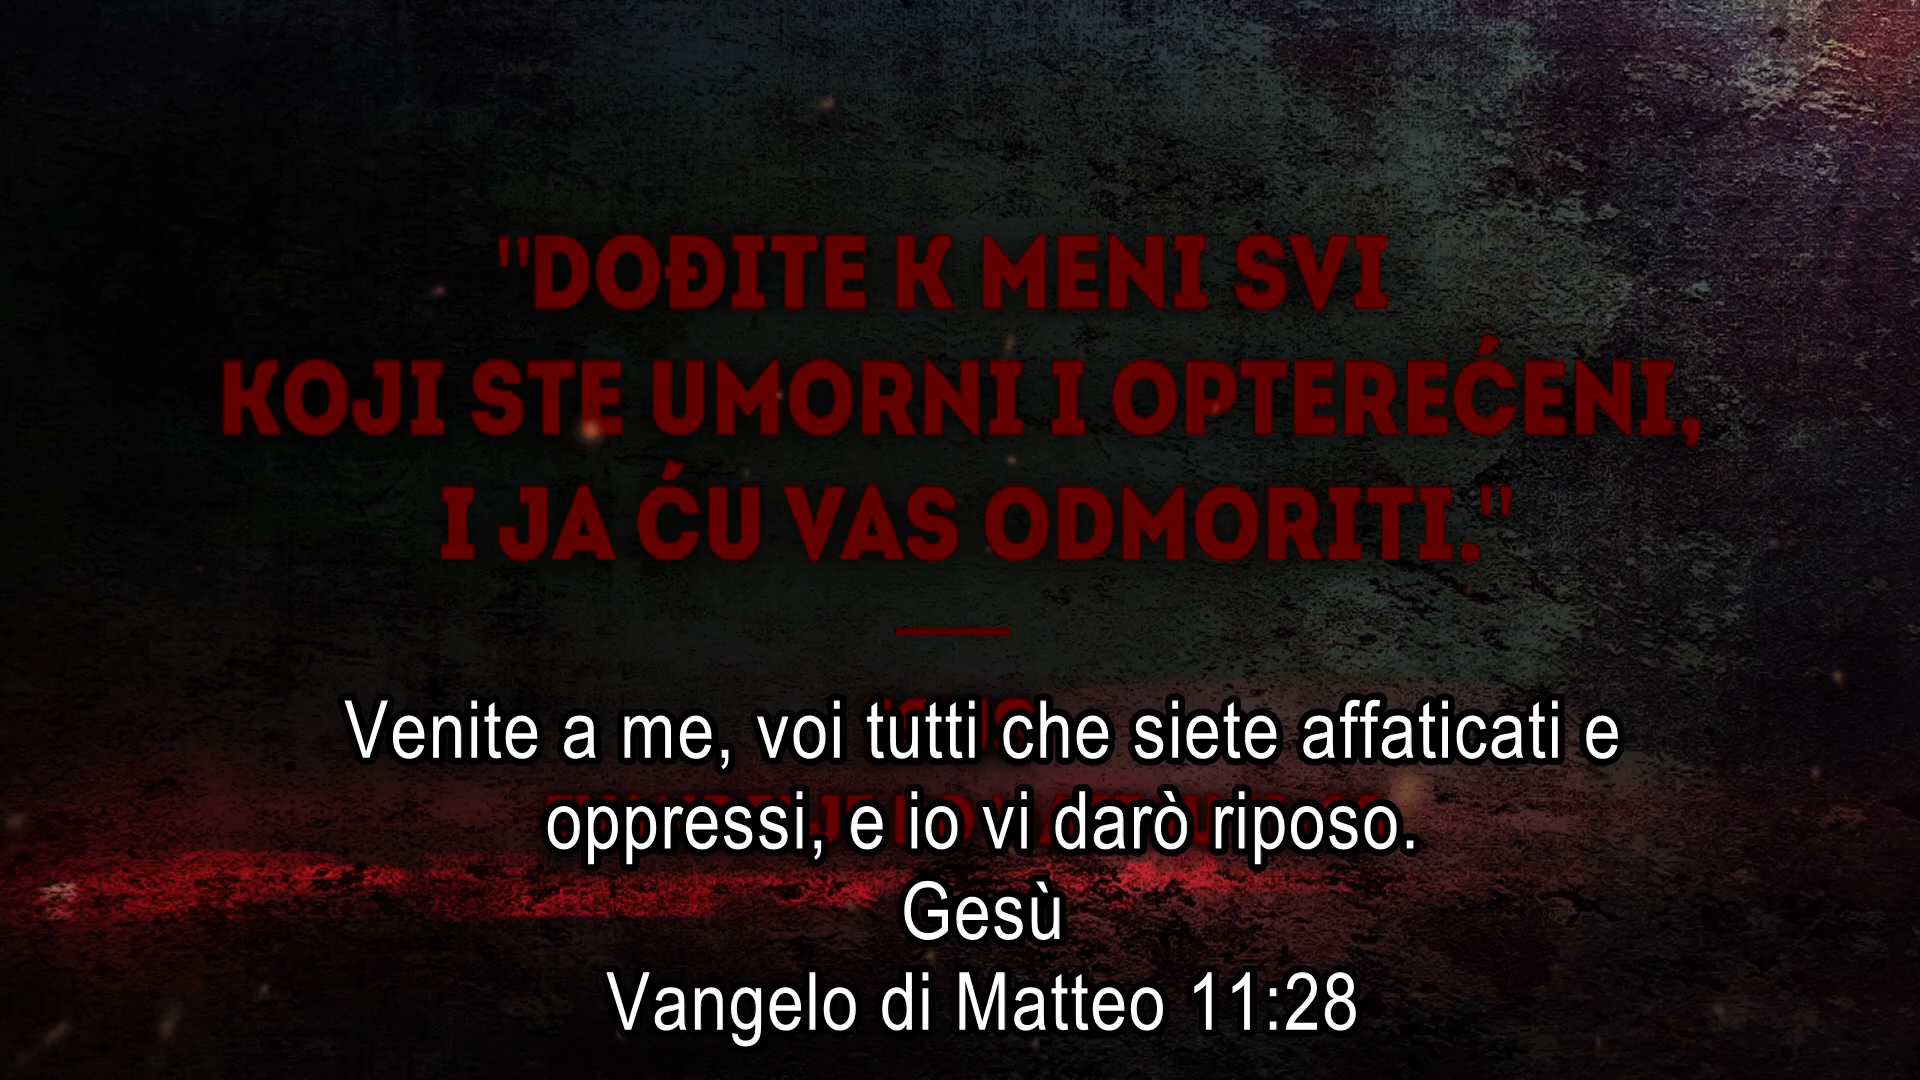 "DOĐITE K MENI SVI
KOJI STE UMORNI I OPTEREĆENI,
I JA ĆU VAS ODMORITI."
Venite a me, voi tutti che siete affaticati e
oppressi, e io vi darò riposo.
Gesù
Vangelo di Matteo 11:28